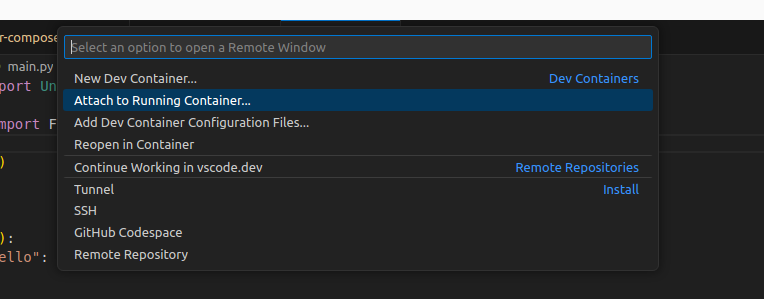 r-compose
Select an option to open a Remote Window
main.py
port Un
New Dev Container... Dev Containers
Attach to Running Container...
import F
Add Dev Container Configuration Files...
Reopen in Container
)
Continue Working in vscode.dev Remote Repositories
Tunnel Install
SSH
GitHub Codespace
):
ello":
Remote Repository